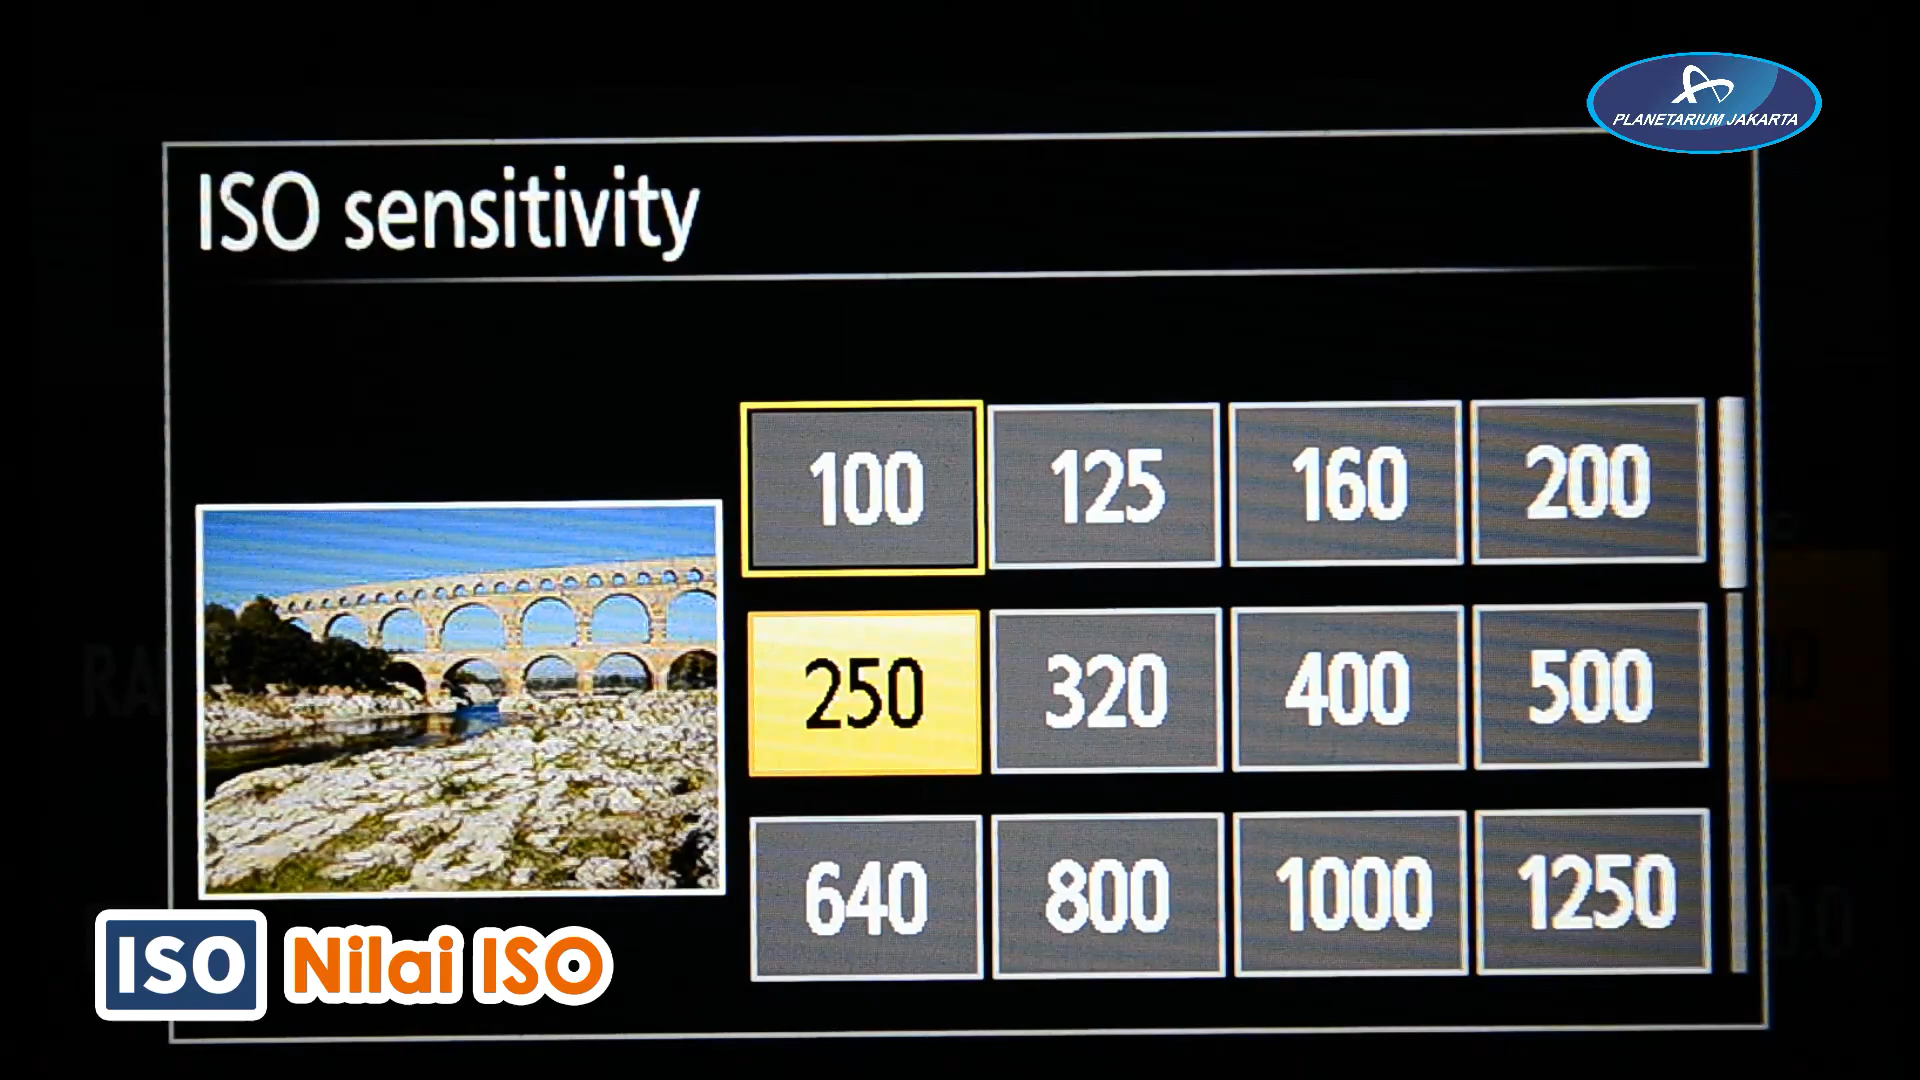 PLANETARIUM JAKARTA
ISO sensitivity
100 125 160 200
250 320 400 500
640 800 1000 1250
ISO Nilai ISO